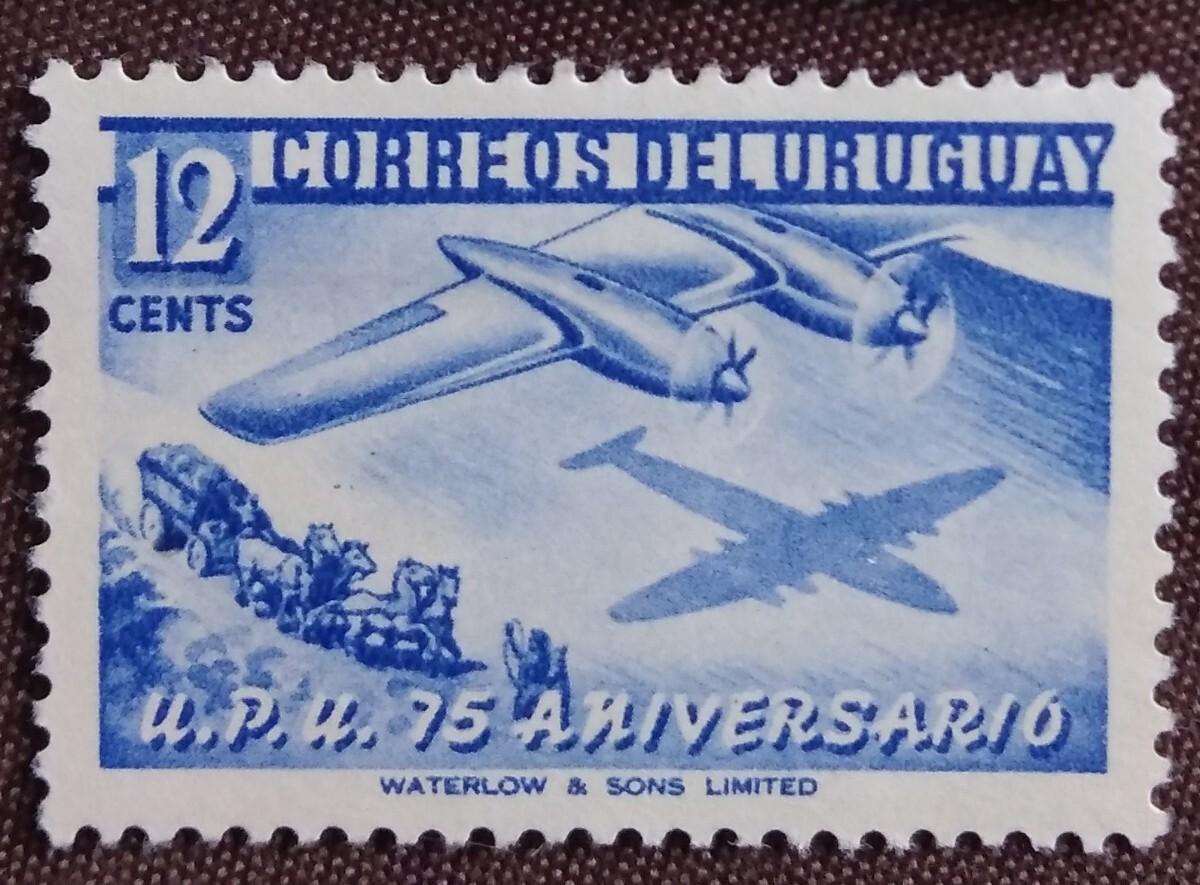 CORREOS DEL URUGUAY
12
CENTS
U.P.U. 75 ANIVERSARIO
WATERLOW & SONS LIMITED